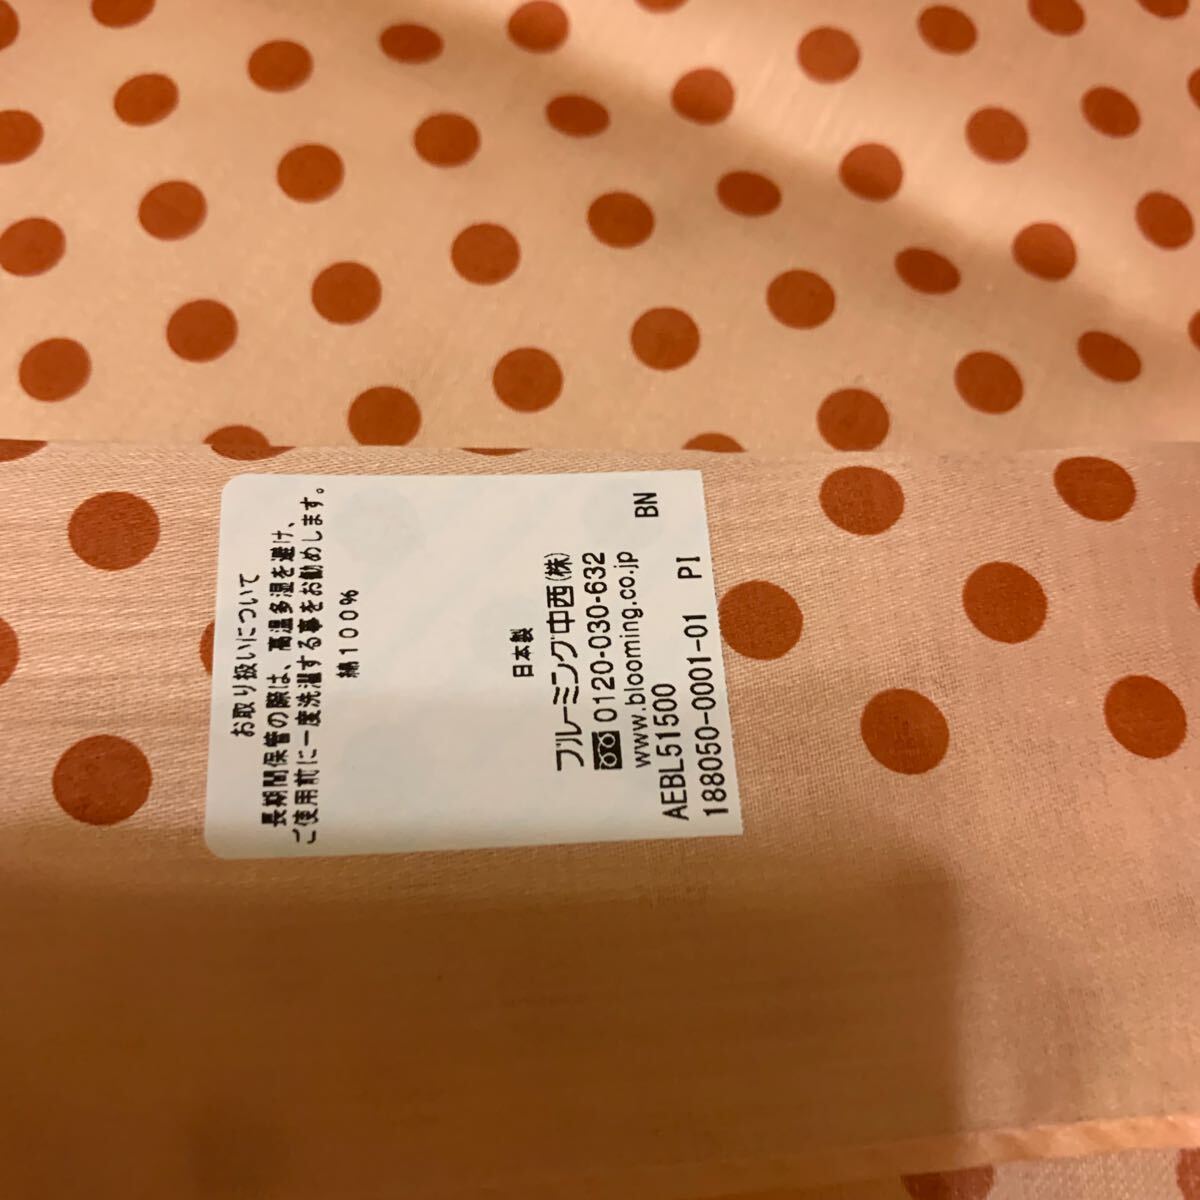 お取り扱いについて
長期間保管の際は、高温多湿を避け、
ご使用前に一度洗濯する事をお勧めします。
綿100%
日本製
ブルーミング中西(株)
0120-030-632
www.blooming.co.jp BN
AEBL51500
188050-0001-01 PI